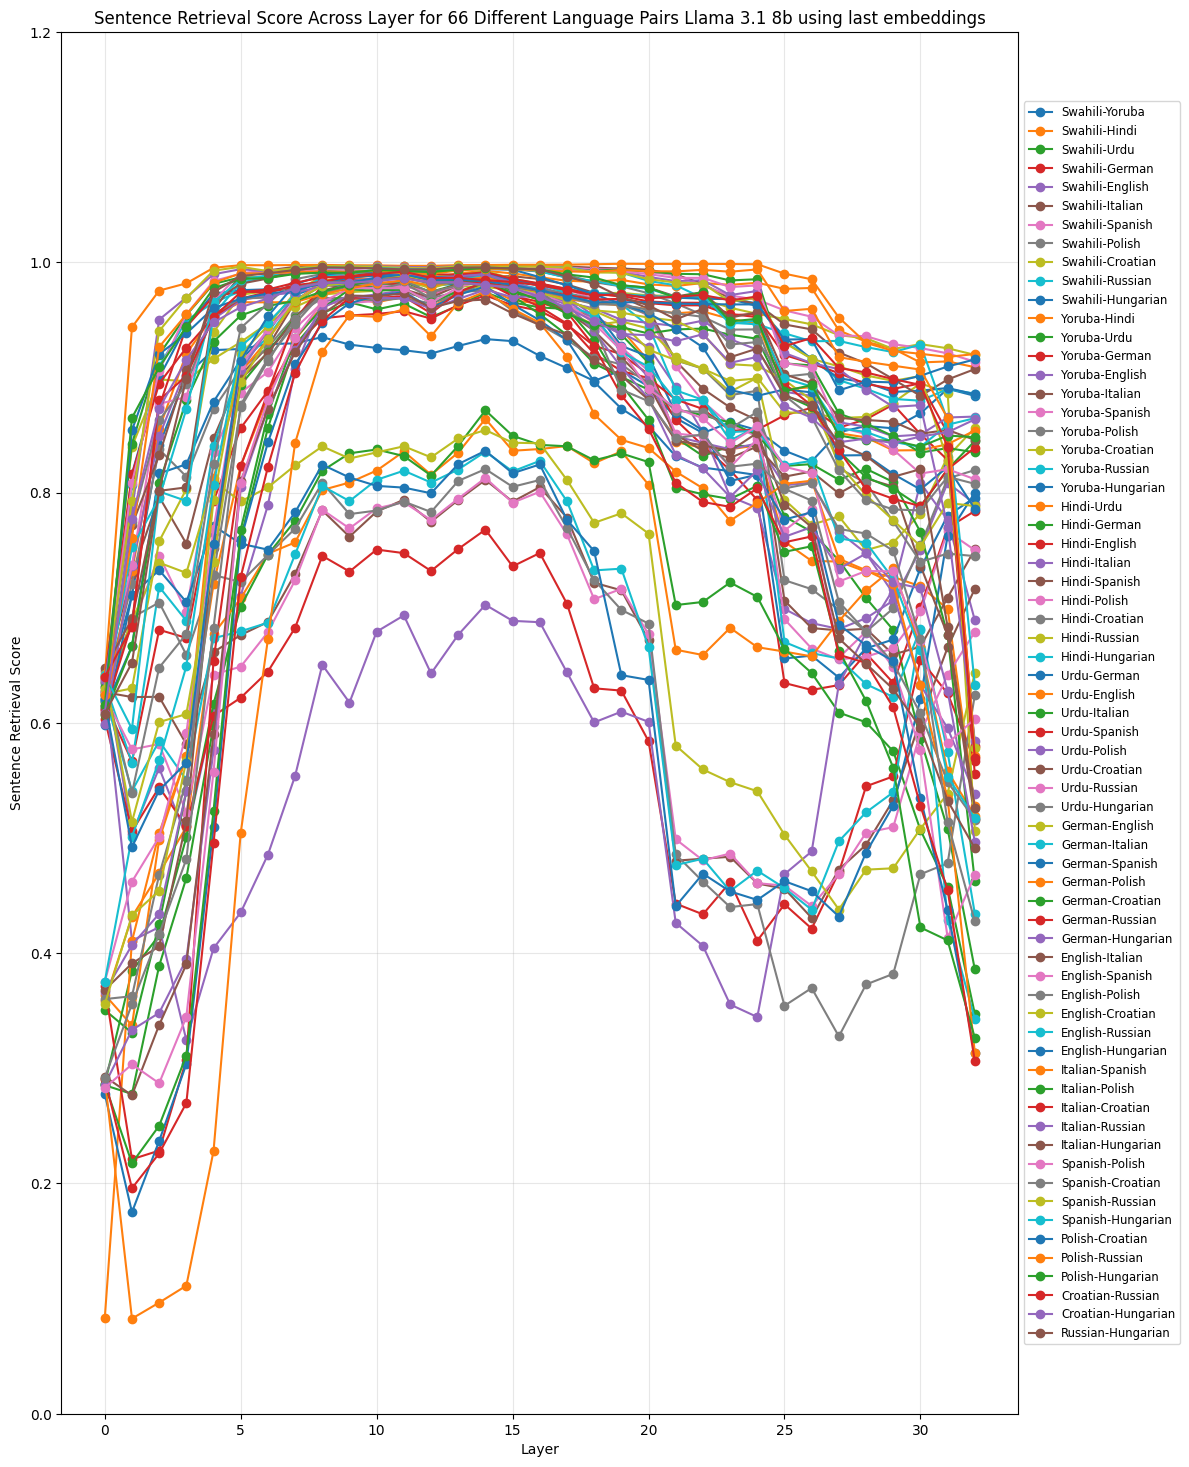 Sentence Retrieval Score Across Layer for 66 Different Language Pairs Llama 3.1 8b using last embeddings
1.2
1.0
0.8
0.6
0.4
0.2
0.0
Sentence Retrieval Score
0 5 10 15 20 25 30
Layer
Swahili-Yoruba
Swahili-Hindi
Swahili-Urdu
Swahili-German
Swahili-English
Swahili-Italian
Swahili-Spanish
Swahili-Polish
Swahili-Croatian
Swahili-Russian
Swahili-Hungarian
Yoruba-Hindi
Yoruba-Urdu
Yoruba-German
Yoruba-English
Yoruba-Italian
Yoruba-Spanish
Yoruba-Polish
Yoruba-Croatian
Yoruba-Russian
Yoruba-Hungarian
Hindi-Urdu
Hindi-German
Hindi-English
Hindi-Italian
Hindi-Spanish
Hindi-Polish
Hindi-Croatian
Hindi-Russian
Hindi-Hungarian
Urdu-German
Urdu-English
Urdu-Italian
Urdu-Spanish
Urdu-Polish
Urdu-Croatian
Urdu-Russian
Urdu-Hungarian
German-English
German-Italian
German-Spanish
German-Polish
German-Croatian
German-Russian
German-Hungarian
English-Italian
English-Spanish
English-Polish
English-Croatian
English-Russian
English-Hungarian
Italian-Spanish
Italian-Polish
Italian-Croatian
Italian-Russian
Italian-Hungarian
Spanish-Polish
Spanish-Croatian
Spanish-Russian
Spanish-Hungarian
Polish-Croatian
Polish-Russian
Polish-Hungarian
Croatian-Russian
Croatian-Hungarian
Russian-Hungarian